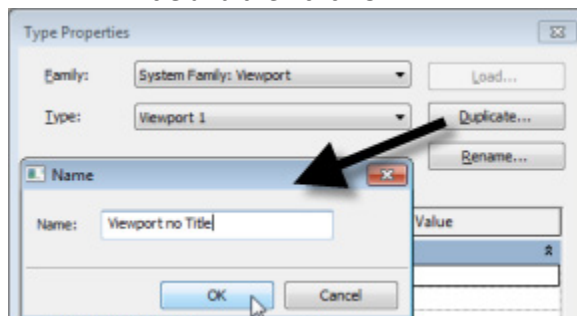 Type Properties
Family: System Family: Viewport Load...
Type: Viewport 1 Duplicate...
Rename...
Name
Name: Viewport no Title
Value
OK Cancel